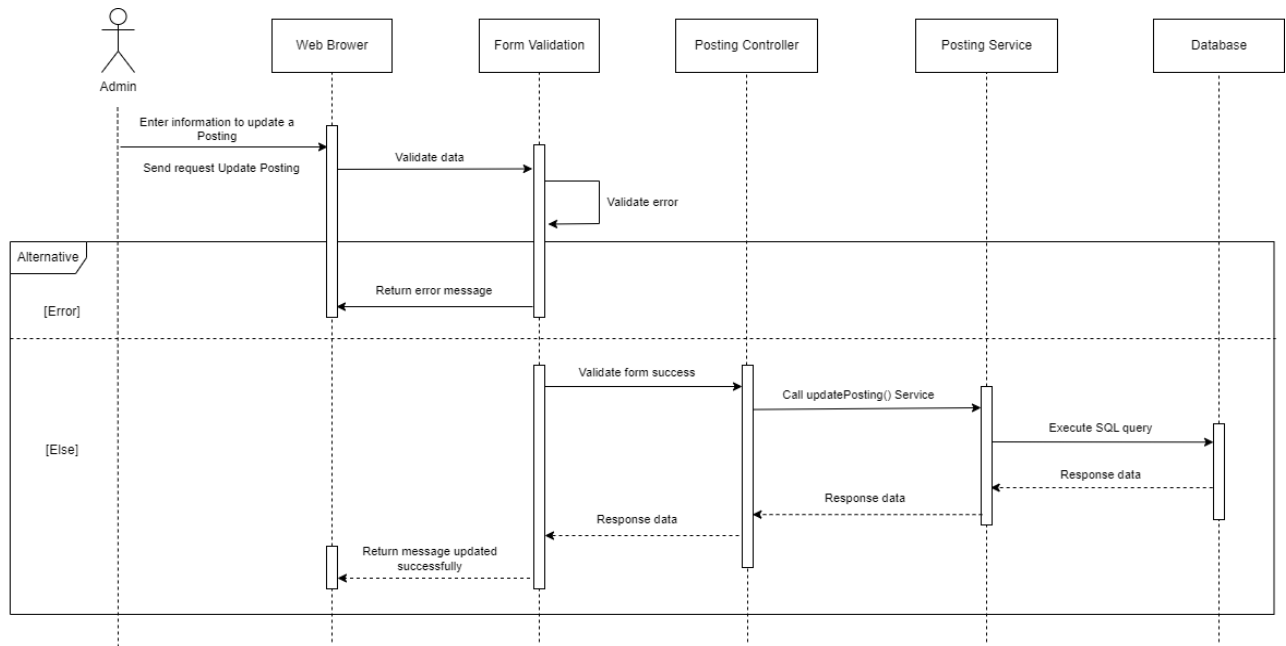 Admin
Web Brower
Form Validation
Posting Controller
Posting Service
Database
Enter information to update a
Posting
Send request Update Posting
Validate data
Validate error
Alternative
[Error]
Return error message
[Else]
Validate form success
Call updatePosting() Service
Execute SQL query
Response data
Response data
Response data
Return message updated
successfully